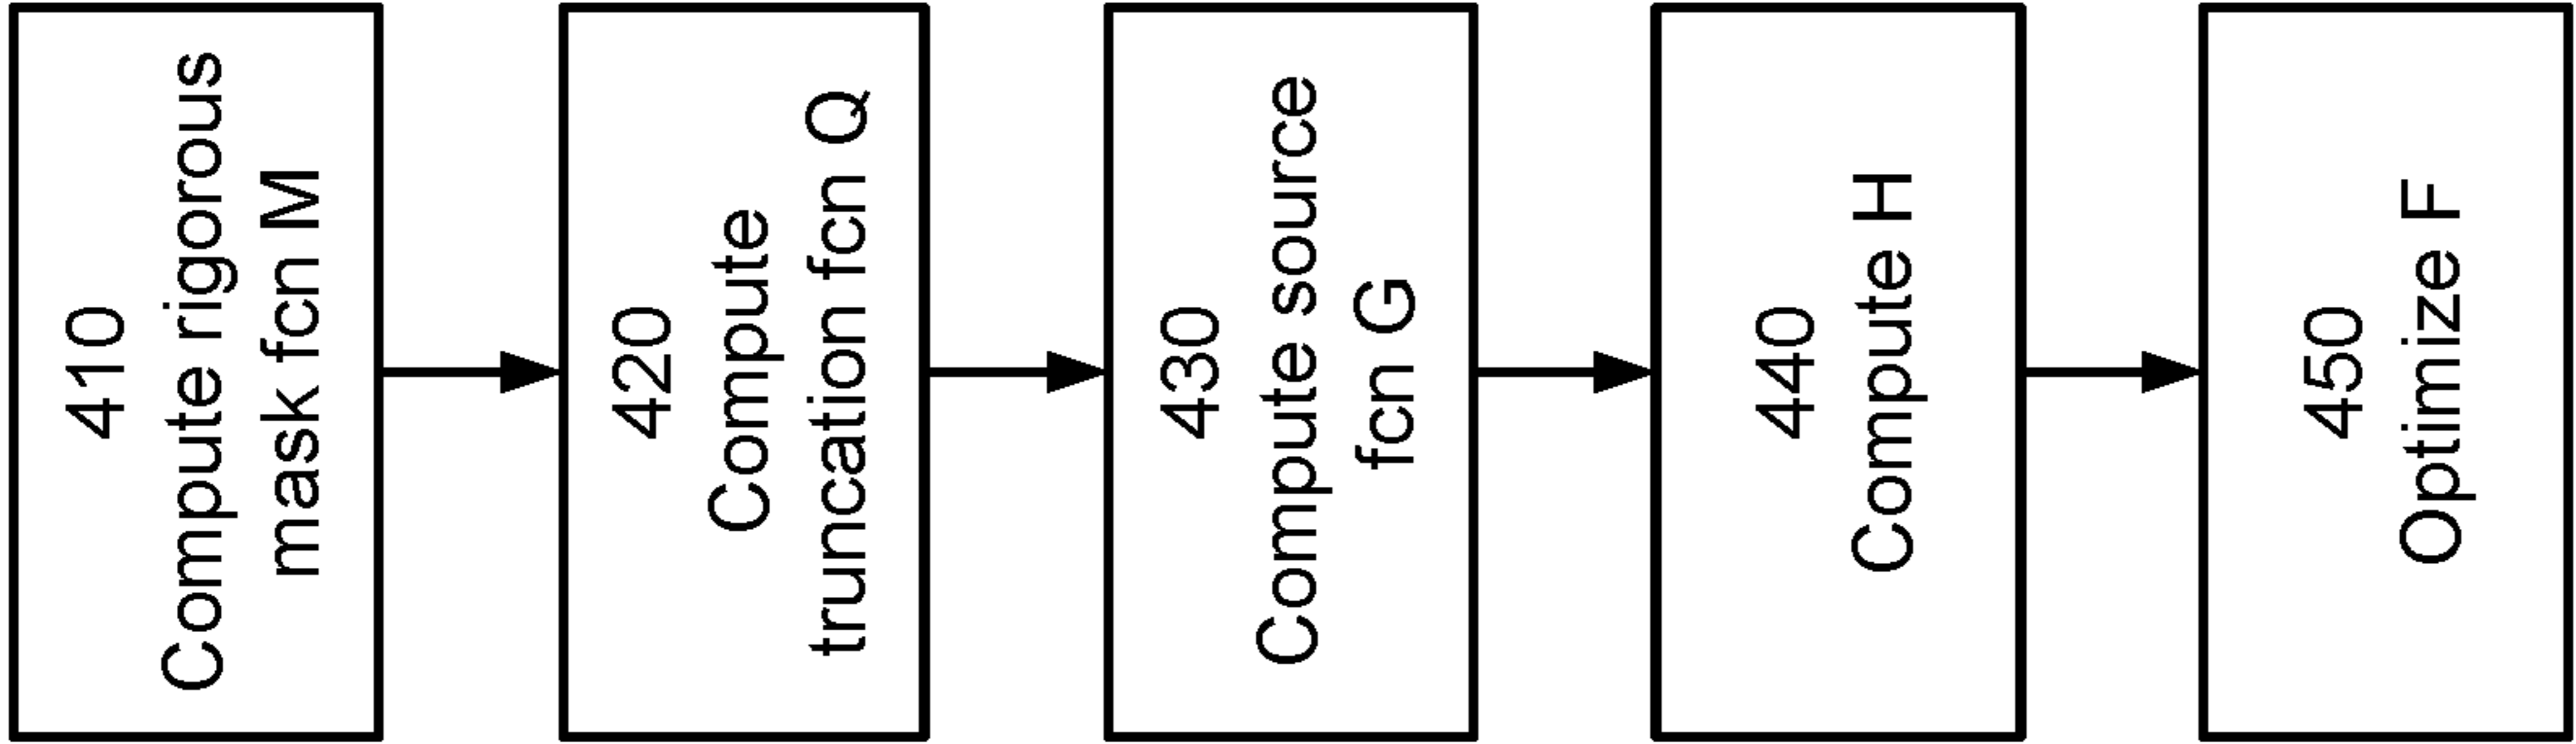 410
Compute rigorous
mask fcn M
420
Compute
truncation fcn Q
430
Compute source
fcn G
440
Compute H
450
Optimize F